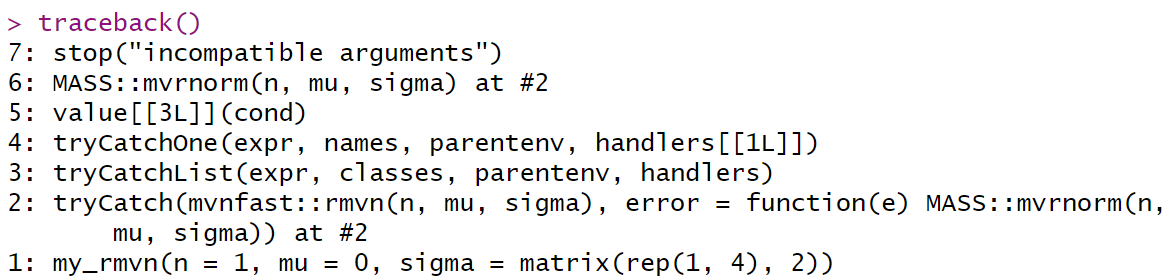 > traceback()
7: stop("incompatible arguments")
6: MASS::mvrnorm(n, mu, sigma) at #2
5: value[[3L]](cond)
4: tryCatchOne(expr, names, parentenv, handlers[[1L]])
3: tryCatchList(expr, classes, parentenv, handlers)
2: tryCatch(mvnfast::rmvn(n, mu, sigma), error = function(e) MASS::mvrnorm(n,
mu, sigma)) at #2
1: my_rmvn(n = 1, mu = 0, sigma = matrix(rep(1, 4), 2))